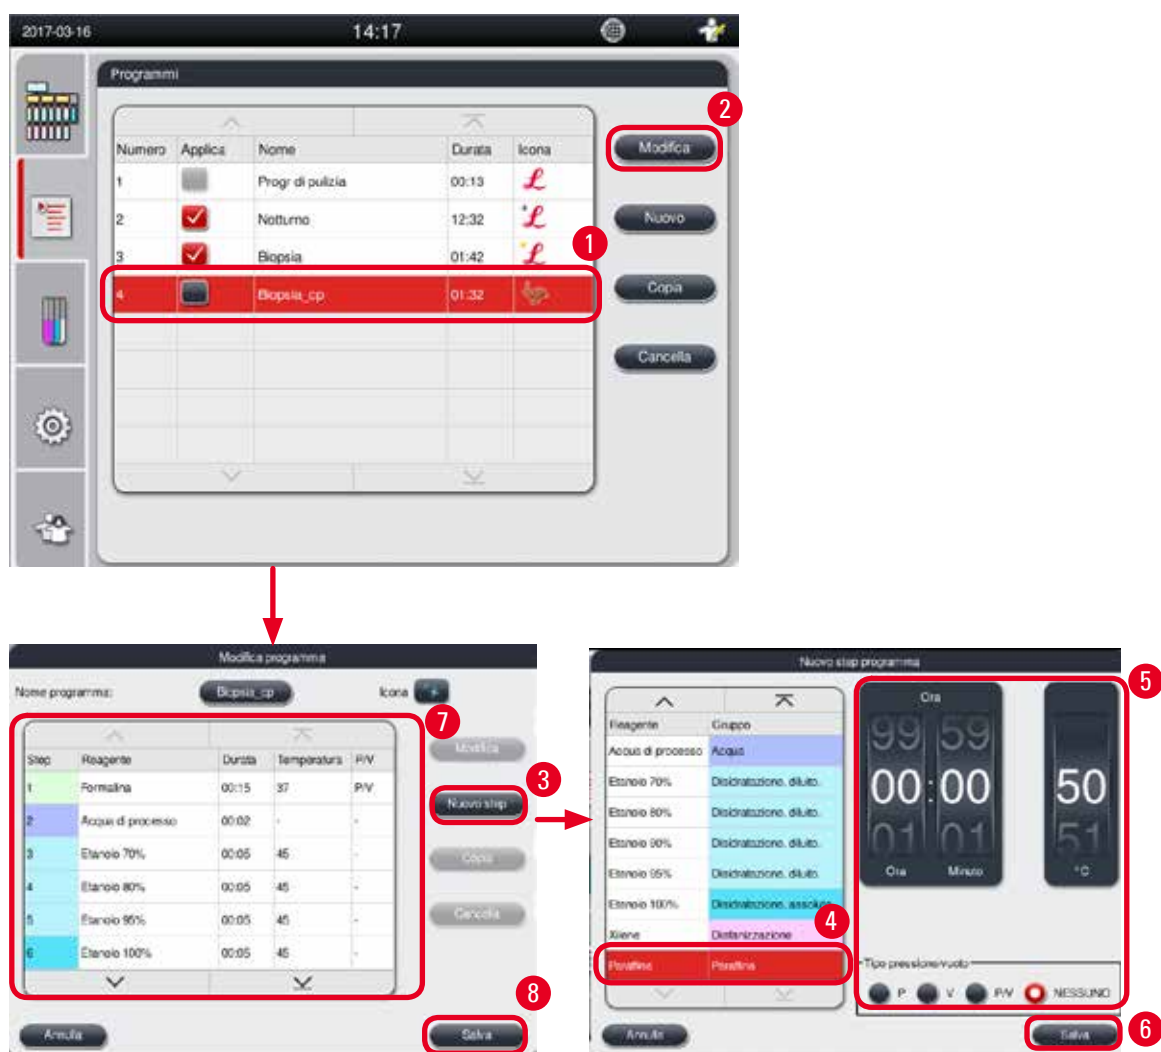 2017-03-16 14:17
Programmi
2
Numero Applica Nome Durata Icona Modifica
1 Progr di pulizia 00:13
2 Notturno 12:32 Nuovo
1
3 Biopsia 01:42
4 Biopsia_cp 01:32 Copia
Cancella
Modifica programma
Nome programma: Biopsia_cp Icona
7
Modifica
Step Reagente Durata Temperatura P/V
1 Formalina 00:15 37 P/V
3
Nuovo step
2 Acqua di processo 00:02 - -
3 Etanolo 70% 00:05 45 -
Copia
4 Etanolo 80% 00:05 45 -
5 Etanolo 95% 00:05 45 -
Cancella
6 Etanolo 100% 00:05 45 -
8
Annulla Salva
Nuovo step programma
5
Reagente Gruppo
Acqua di processo Acqua
Etanolo 70% Disidratazione, diluito.
Etanolo 80% Disidratazione, diluito.
Etanolo 90% Disidratazione, diluito.
Etanolo 95% Disidratazione, diluito.
Etanolo 100% Disidratazione, assoluta
4
Xilene Diafanizzazione
Paraffina Paraffina
Ora
99 59
00:00 50
01 01 51
Ora Minuto °C
Tipo pressione/vuoto
P V P/V NESSUNO
Annulla Salva 6